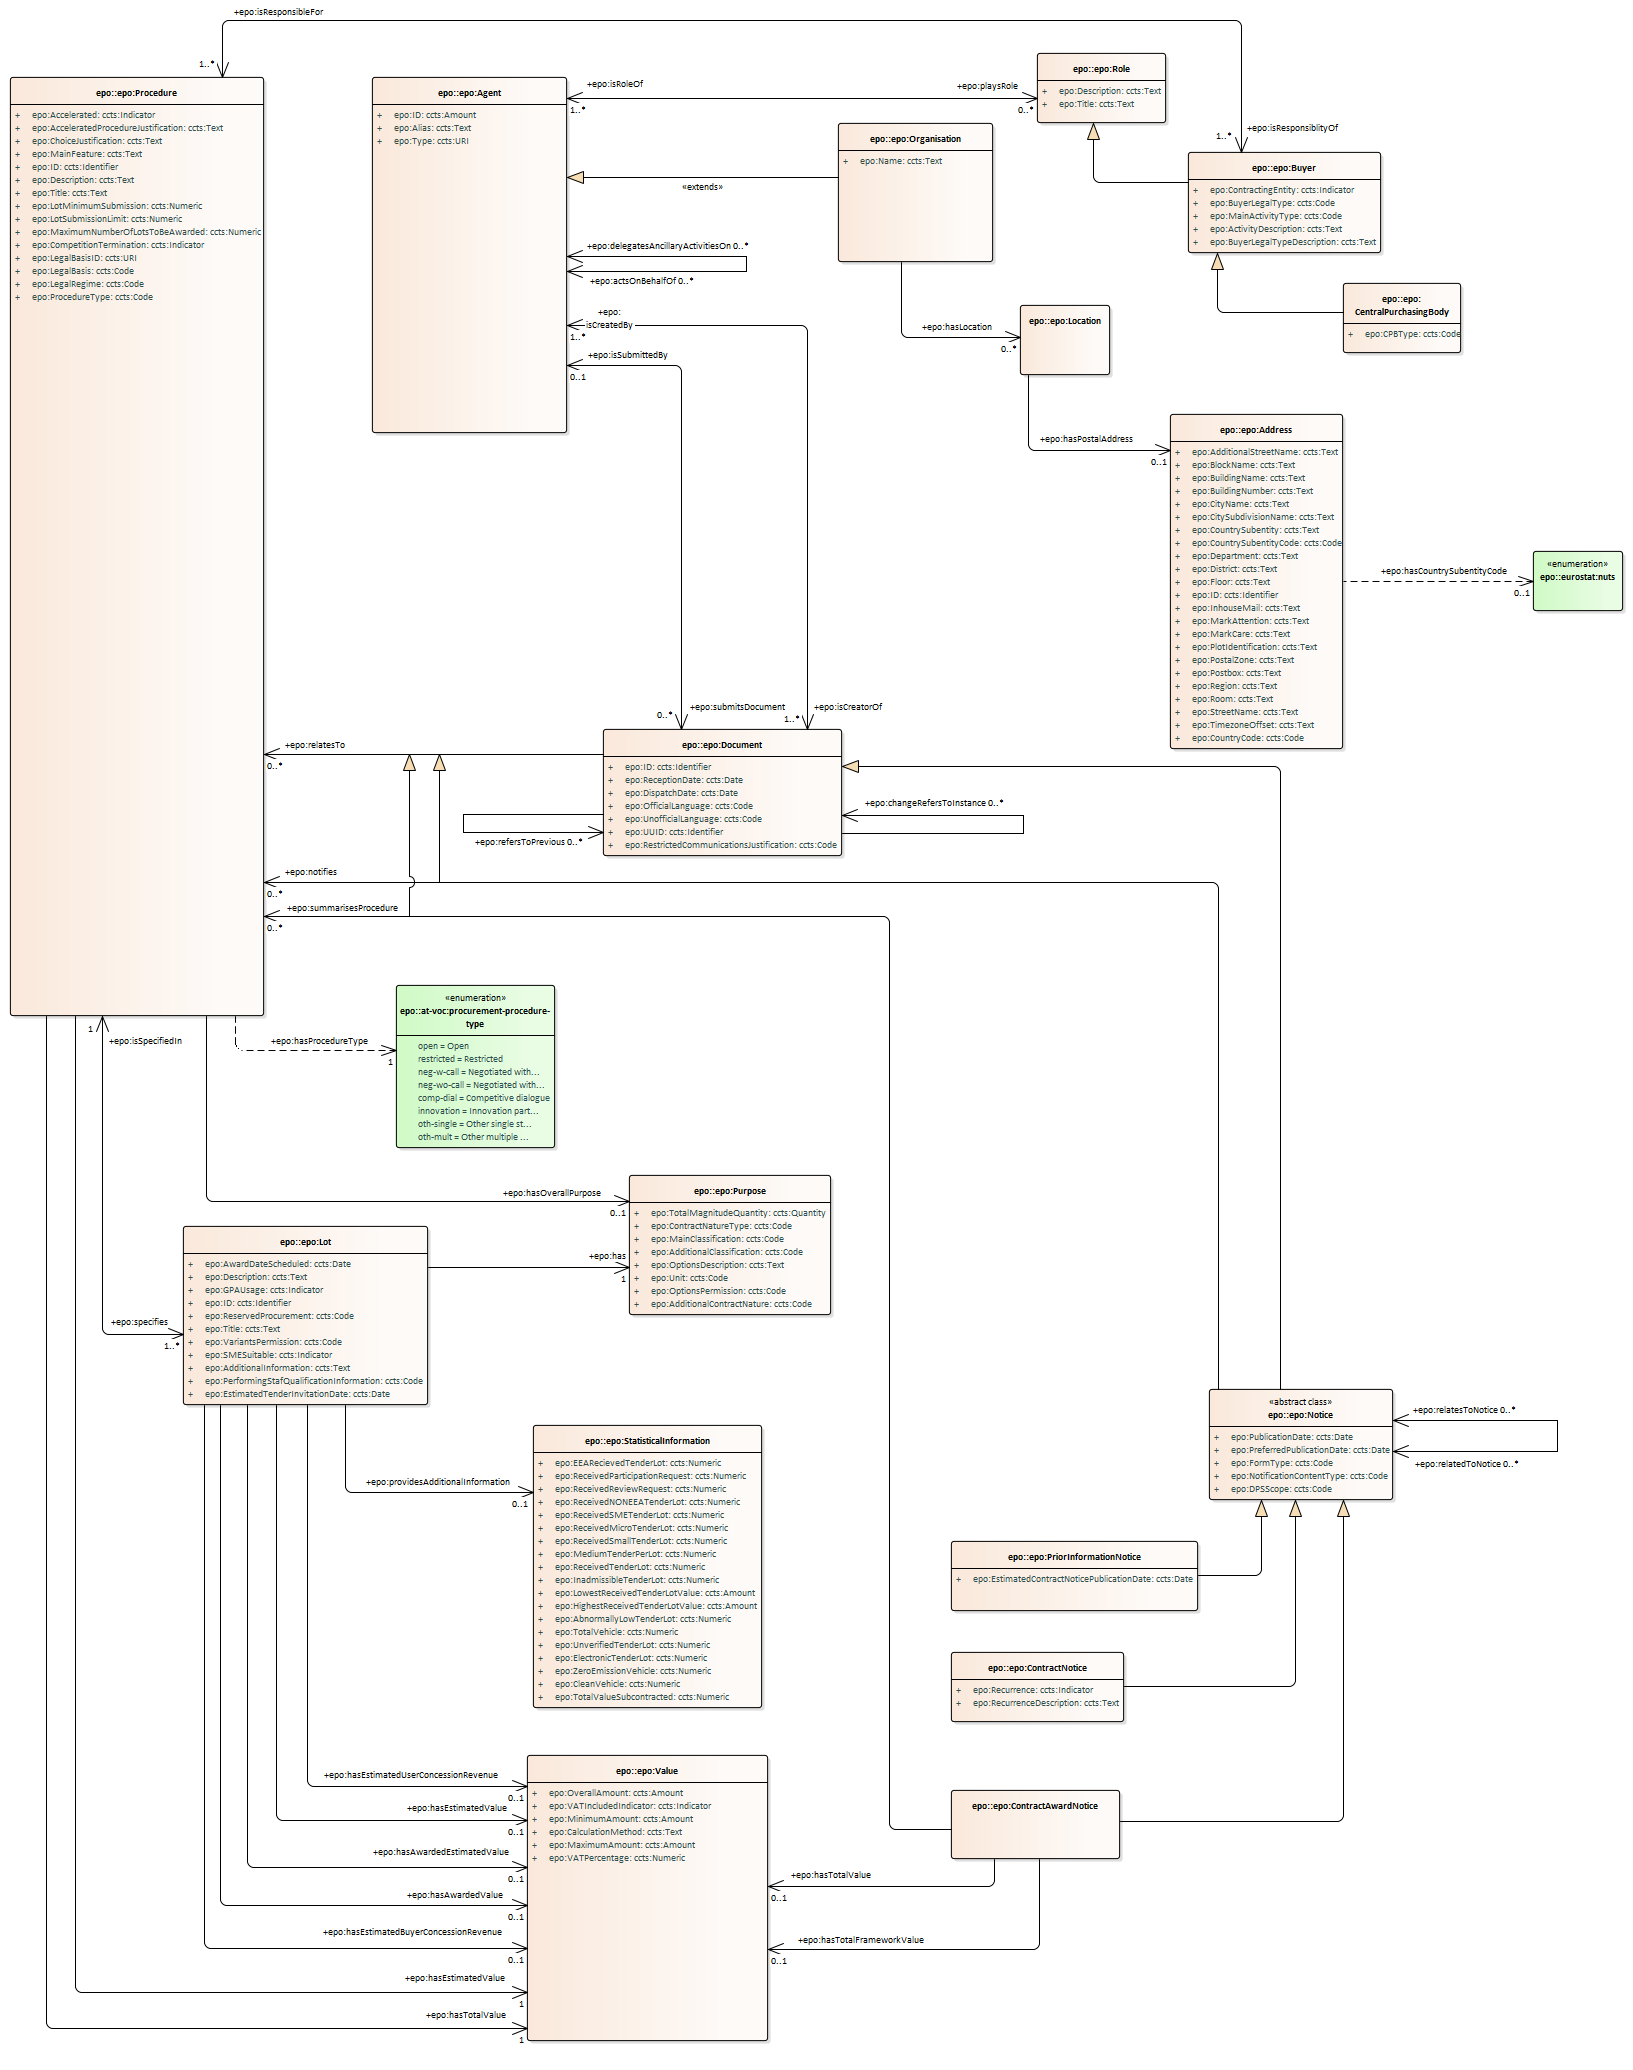 +epo:isResponsibleFor
1..*
epo::epo:Procedure
+ epo:Accelerated: ccts:Indicator
+ epo:AcceleratedProcedureJustification: ccts:Text
+ epo:ChoiceJustification: ccts:Text
+ epo:MainFeature: ccts:Text
+ epo:ID: ccts:Identifier
+ epo:Description: ccts:Text
+ epo:Title: ccts:Text
+ epo:LotMinimumSubmission: ccts:Numeric
+ epo:LotSubmissionLimit: ccts:Numeric
+ epo:MaximumNumberOfLotsToBeAwarded: ccts:Numeric
+ epo:CompetitionTermination: ccts:Indicator
+ epo:LegalBasisID: ccts:URI
+ epo:LegalBasis: ccts:Code
+ epo:LegalRegime: ccts:Code
+ epo:ProcedureType: ccts:Code
epo::epo:Agent
+ epo:ID: ccts:Amount
+ epo:Alias: ccts:Text
+ epo:Type: ccts:URI
+epo:isRoleOf
1..*
+epo:playsRole
0..*
epo::epo:Role
+ epo:Description: ccts:Text
+ epo:Title: ccts:Text
epo::epo:Organisation
+ epo:Name: ccts:Text
«extends»
1..*
+epo:isResponsiblityOf
epo::epo:Buyer
+ epo:ContractingEntity: ccts:Indicator
+ epo:BuyerLegalType: ccts:Code
+ epo:MainActivityType: ccts:Code
+ epo:ActivityDescription: ccts:Text
+ epo:BuyerLegalTypeDescription: ccts:Text
+epo:delegatesAncillaryActivitiesOn 0..*
+epo:actsOnBehalfOf 0..*
epo::epo:
CentralPurchasingBody
+ epo:CPBType: ccts:Code
+epo:
isCreatedBy
1..*
+epo:isSubmittedBy
0..1
+epo:hasLocation
0..*
epo::epo:Location
+epo:hasPostalAddress
0..1
epo::epo:Address
+ epo:AdditionalStreetName: ccts:Text
+ epo:BlockName: ccts:Text
+ epo:BuildingName: ccts:Text
+ epo:BuildingNumber: ccts:Text
+ epo:CityName: ccts:Text
+ epo:CitySubdivisionName: ccts:Text
+ epo:CountrySubentity: ccts:Text
+ epo:CountrySubentityCode: ccts:Code
+ epo:Department: ccts:Text
+ epo:District: ccts:Text
+ epo:Floor: ccts:Text
+ epo:ID: ccts:Identifier
+ epo:InhouseMail: ccts:Text
+ epo:MarkAttention: ccts:Text
+ epo:MarkCare: ccts:Text
+ epo:PlotIdentification: ccts:Text
+ epo:PostalZone: ccts:Text
+ epo:Postbox: ccts:Text
+ epo:Region: ccts:Text
+ epo:Room: ccts:Text
+ epo:StreetName: ccts:Text
+ epo:TimezoneOffset: ccts:Text
+ epo:CountryCode: ccts:Code
+epo:hasCountrySubentityCode
0..1
«enumeration»
epo::eurostat:nuts
0..*
+epo:submitsDocument
1..*
+epo:isCreatorOf
epo::epo:Document
+ epo:ID: ccts:Identifier
+ epo:ReceptionDate: ccts:Date
+ epo:DispatchDate: ccts:Date
+ epo:OfficialLanguage: ccts:Code
+ epo:UnofficialLanguage: ccts:Code
+ epo:UUID: ccts:Identifier
+ epo:RestrictedCommunicationsJustification: ccts:Code
+epo:relatesTo
0..*
+epo:changeRefersToInstance 0..*
+epo:refersToPrevious 0..*
+epo:notifies
0..*
+epo:summarisesProcedure
0..*
1
+epo:isSpecifiedIn
+epo:hasProcedureType
1
«enumeration»
epo::at-voc:procurement-procedure-
type
open = Open
restricted = Restricted
neg-w-call = Negotiated with...
neg-wo-call = Negotiated with...
comp-dial = Competitive dialogue
innovation = Innovation part...
oth-single = Other single st...
oth-mult = Other multiple ...
+epo:hasOverallPurpose
0..1
epo::epo:Purpose
+ epo:TotalMagnitudeQuantity: ccts:Quantity
+ epo:ContractNatureType: ccts:Code
+ epo:MainClassification: ccts:Code
+ epo:AdditionalClassification: ccts:Code
+ epo:OptionsDescription: ccts:Text
+ epo:Unit: ccts:Code
+ epo:OptionsPermission: ccts:Code
+ epo:AdditionalContractNature: ccts:Code
+epo:has
1
epo::epo:Lot
+ epo:AwardDateScheduled: ccts:Date
+ epo:Description: ccts:Text
+ epo:GPAUsage: ccts:Indicator
+ epo:ID: ccts:Identifier
+ epo:ReservedProcurement: ccts:Code
+ epo:Title: ccts:Text
+ epo:VariantsPermission: ccts:Code
+ epo:SMESuitable: ccts:Indicator
+ epo:AdditionalInformation: ccts:Text
+ epo:PerformingStafQualificationInformation: ccts:Code
+ epo:EstimatedTenderInvitationDate: ccts:Date
+epo:specifies
1..*
«abstract class»
epo::epo:Notice
+ epo:PublicationDate: ccts:Date
+ epo:PreferredPublicationDate: ccts:Date
+ epo:FormType: ccts:Code
+ epo:NotificationContentType: ccts:Code
+ epo:DPSScope: ccts:Code
+epo:relatesToNotice 0..*
+epo:relatedToNotice 0..*
epo::epo:StatisticalInformation
+ epo:EEARecievedTenderLot: ccts:Numeric
+ epo:ReceivedParticipationRequest: ccts:Numeric
+ epo:ReceivedReviewRequest: ccts:Numeric
+ epo:ReceivedNONEEATenderLot: ccts:Numeric
+ epo:ReceivedSMETenderLot: ccts:Numeric
+ epo:ReceivedMicroTenderLot: ccts:Numeric
+ epo:ReceivedSmallTenderLot: ccts:Numeric
+ epo:MediumTenderPerLot: ccts:Numeric
+ epo:ReceivedTenderLot: ccts:Numeric
+ epo:InadmissibleTenderLot: ccts:Numeric
+ epo:LowestReceivedTenderLotValue: ccts:Amount
+ epo:HighestReceivedTenderLotValue: ccts:Amount
+ epo:AbnormallyLowTenderLot: ccts:Numeric
+ epo:TotalVehicle: ccts:Numeric
+ epo:UnverifiedTenderLot: ccts:Numeric
+ epo:ElectronicTenderLot: ccts:Numeric
+ epo:ZeroEmissionVehicle: ccts:Numeric
+ epo:CleanVehicle: ccts:Numeric
+ epo:TotalValueSubcontracted: ccts:Numeric
+epo:providesAdditionalInformation
0..1
epo::epo:PriorInformationNotice
+ epo:EstimatedContractNoticePublicationDate: ccts:Date
epo::epo:ContractNotice
+ epo:Recurrence: ccts:Indicator
+ epo:RecurrenceDescription: ccts:Text
epo::epo:ContractAwardNotice
epo::epo:Value
+ epo:OverallAmount: ccts:Amount
+ epo:VATIncludedIndicator: ccts:Indicator
+ epo:MinimumAmount: ccts:Amount
+ epo:CalculationMethod: ccts:Text
+ epo:MaximumAmount: ccts:Amount
+ epo:VATPercentage: ccts:Numeric
+epo:hasEstimatedUserConcessionRevenue
0..1
+epo:hasEstimatedValue
0..1
+epo:hasAwardedEstimatedValue
0..1
+epo:hasAwardedValue
0..1
+epo:hasEstimatedBuyerConcessionRevenue
0..1
+epo:hasEstimatedValue
1
+epo:hasTotalValue
1
+epo:hasTotalValue
0..1
+epo:hasTotalFrameworkValue
0..1